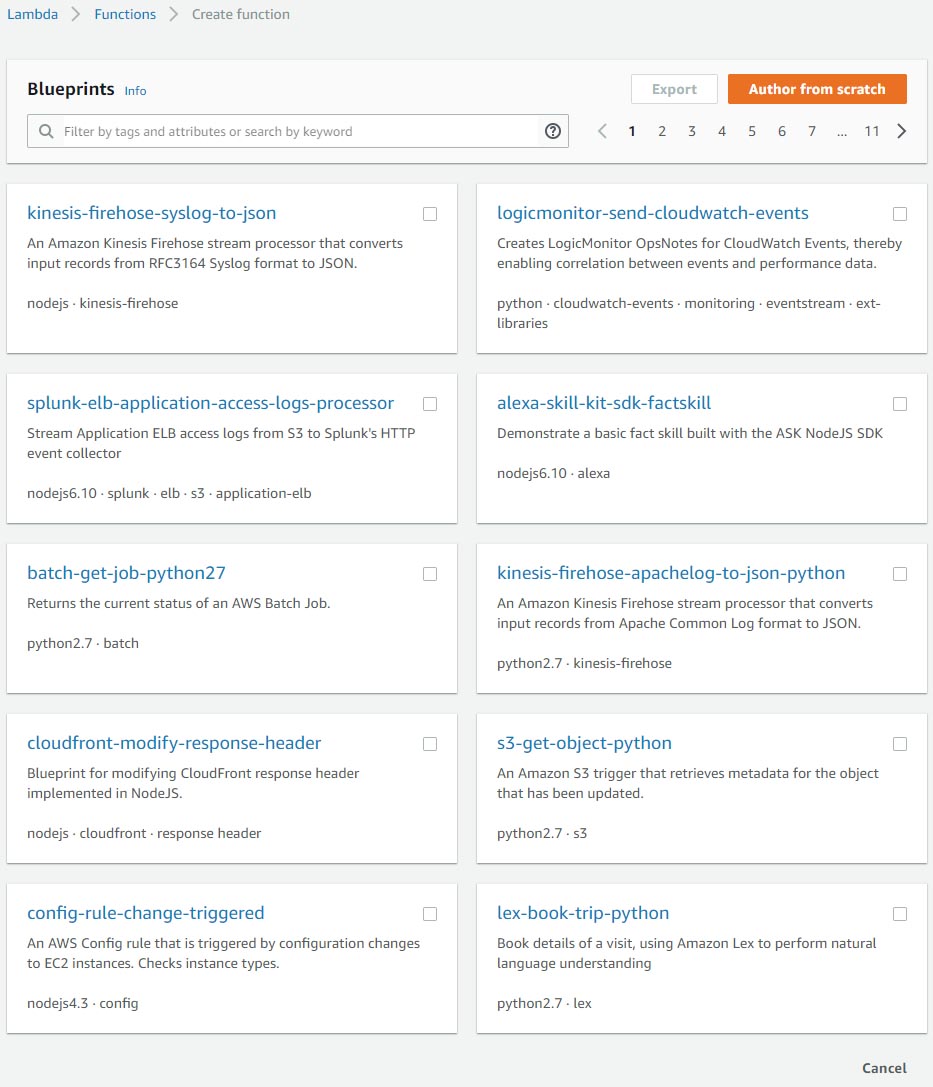 Lambda > Functions > Create function
Blueprints Info
Export
Author from scratch
Filter by tags and attributes or search by keyword
1 2 3 4 5 6 7 ... 11
kinesis-firehose-syslog-to-json
An Amazon Kinesis Firehose stream processor that converts
input records from RFC3164 Syslog format to JSON.
nodejs · kinesis-firehose
logicmonitor-send-cloudwatch-events
Creates LogicMonitor OpsNotes for CloudWatch Events, thereby
enabling correlation between events and performance data.
python · cloudwatch-events · monitoring · eventstream · ext-
libraries
splunk-elb-application-access-logs-processor
Stream Application ELB access logs from S3 to Splunk's HTTP
event collector
nodejs6.10 · splunk · elb · s3 · application-elb
alexa-skill-kit-sdk-factskill
Demonstrate a basic fact skill built with the ASK NodeJS SDK
nodejs6.10 · alexa
batch-get-job-python27
Returns the current status of an AWS Batch Job.
python2.7 · batch
kinesis-firehose-apachelog-to-json-python
An Amazon Kinesis Firehose stream processor that converts
input records from Apache Common Log format to JSON.
python2.7 · kinesis-firehose
cloudfront-modify-response-header
Blueprint for modifying CloudFront response header
implemented in NodeJS.
nodejs · cloudfront · response header
s3-get-object-python
An Amazon S3 trigger that retrieves metadata for the object
that has been updated.
python2.7 · s3
config-rule-change-triggered
An AWS Config rule that is triggered by configuration changes
to EC2 instances. Checks instance types.
nodejs4.3 · config
lex-book-trip-python
Book details of a visit, using Amazon Lex to perform natural
language understanding
python2.7 · lex
Cancel